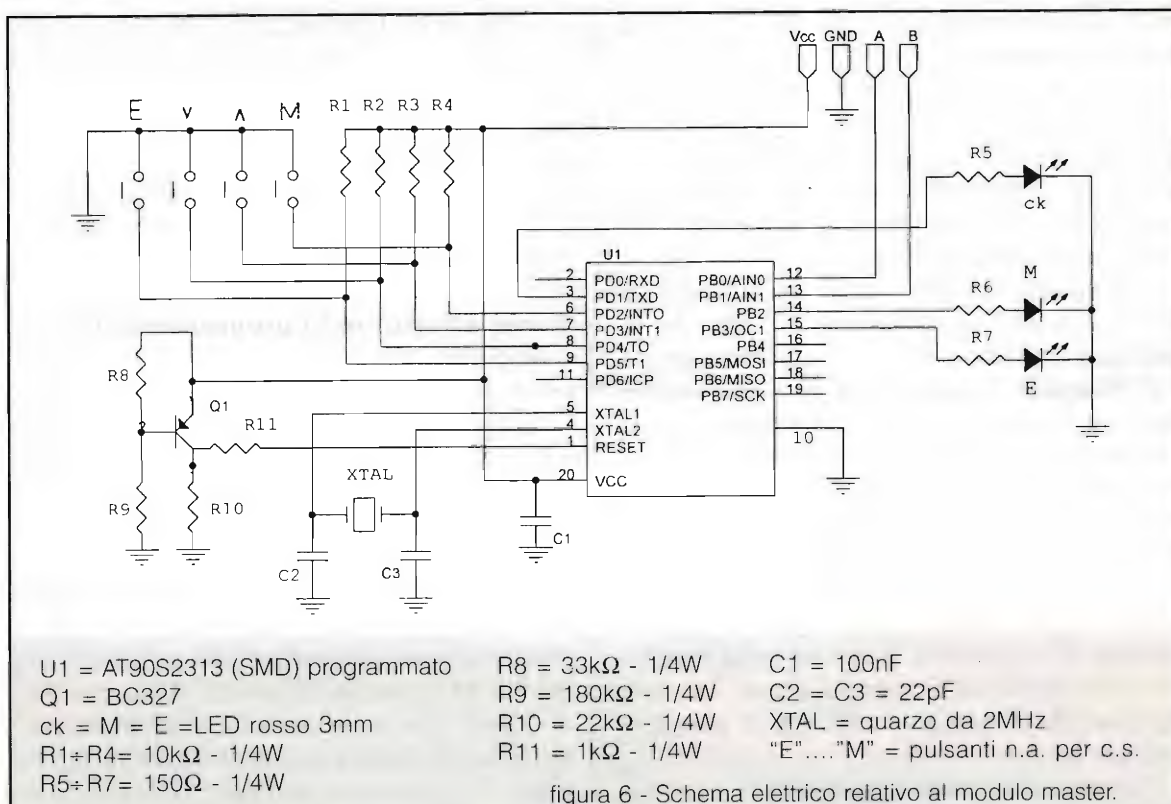 Vcc GND A B
E v ʌ M
R1 R2 R3 R4
R5
ck
U1
2 PD0/RXD PB0/AIN0 12
3 PD1/TXD PB1/AIN1 13
6 PD2/INTO PB2 14
7 PD3/INT1 PB3/OC1 15
8 PD4/TO PB4 16
9 PD5/T1 PB5/MOSI 17
11 PD6/ICP PB6/MISO 18
PB7/SCK 19
5 XTAL1
4 XTAL2
1 RESET
10
20 VCC
M
R6
R7
E
R8
Q1
R11
R9
R10
XTAL
C2
C3
C1
U1 = AT90S2313 (SMD) programmato
Q1 = BC327
ck = M = E =LED rosso 3mm
R1÷R4= 10kΩ - 1/4W
R5÷R7= 150Ω - 1/4W
R8 = 33kΩ - 1/4W
R9 = 180kΩ - 1/4W
R10 = 22kΩ - 1/4W
R11 = 1kΩ - 1/4W
C1 = 100nF
C2 = C3 = 22pF
XTAL = quarzo da 2MHz
"E"...."M" = pulsanti n.a. per c.s.
figura 6 - Schema elettrico relativo al modulo master.